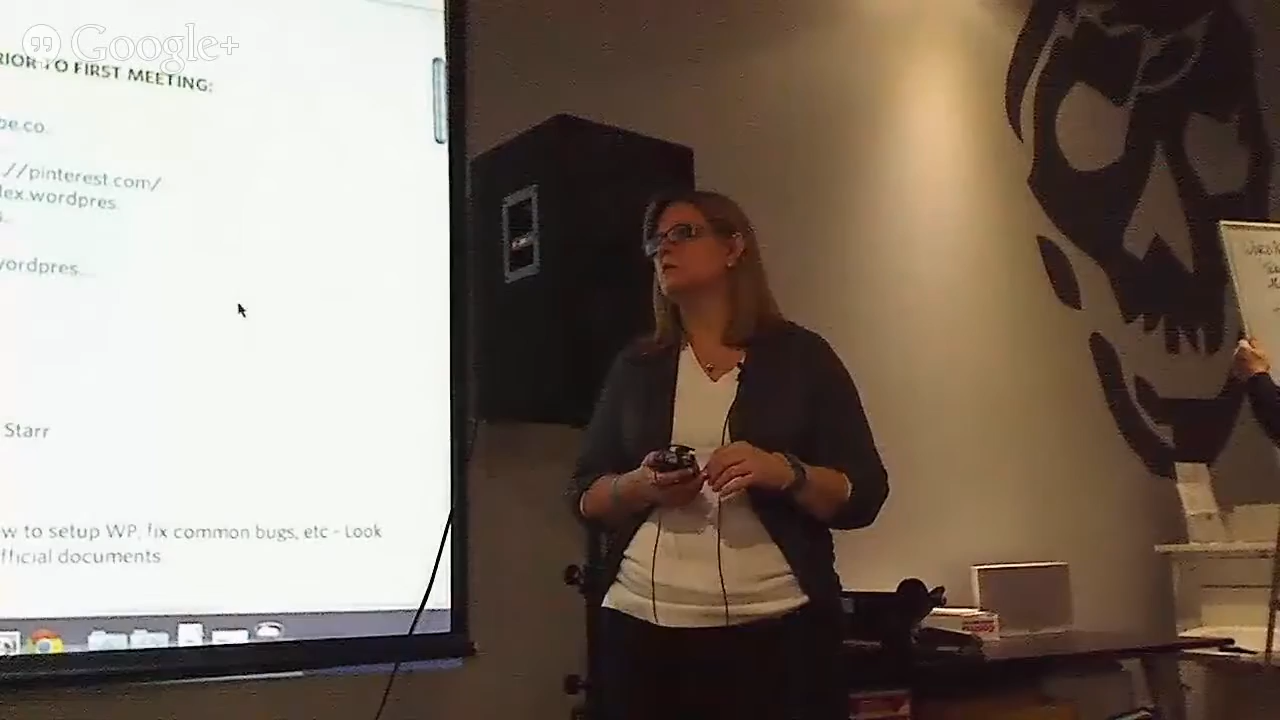 Google+
RIOR TO FIRST MEETING:
be.co.
://pinterest.com/
lex.wordpres.
s.
wordpres...
Starr
w to setup WP, fix common bugs, etc - Look
fficial documents